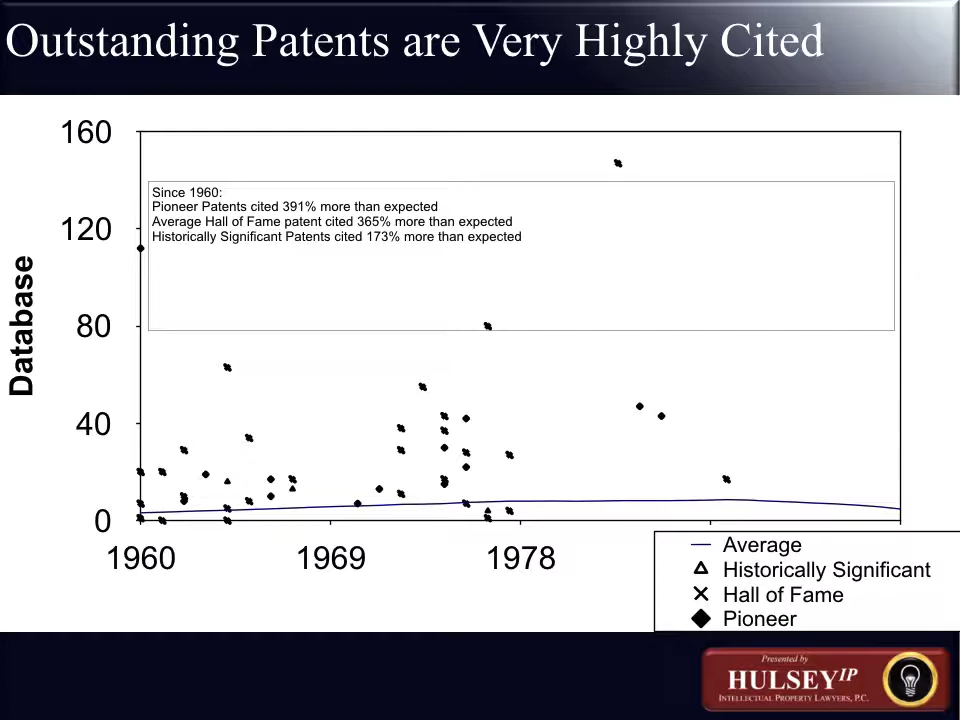 Outstanding Patents are Very Highly Cited
160
120
80
40
0
Database
Since 1960:
Pioneer Patents cited 391% more than expected
Average Hall of Fame patent cited 365% more than expected
Historically Significant Patents cited 173% more than expected
1960
1969
1978
Average
Historically Significant
Hall of Fame
Pioneer
Presented by
HULSEY IP
INTELLECTUAL PROPERTY LAWYERS, P.C.